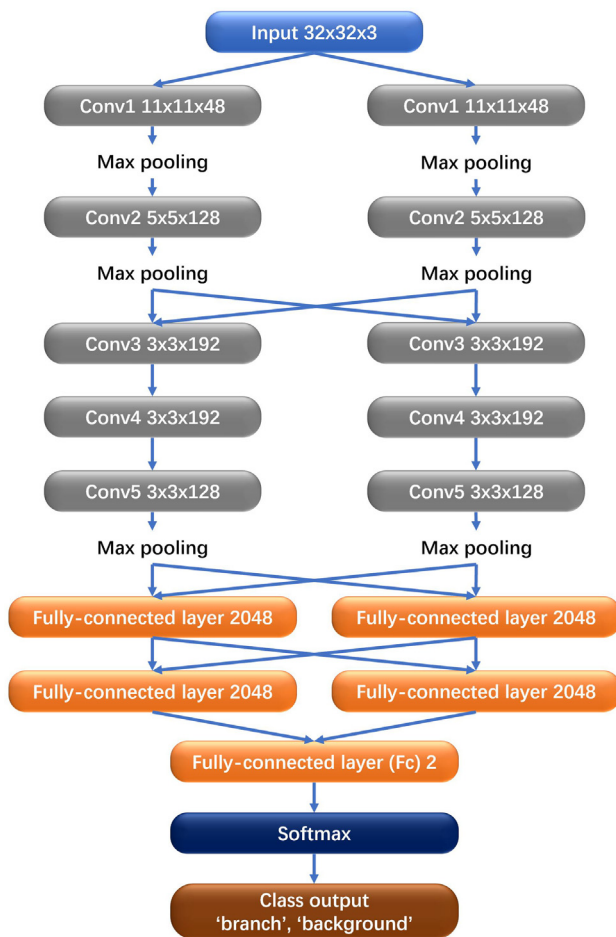 Input 32x32x3
Conv1 11x11x48
Conv1 11x11x48
Max pooling
Max pooling
Conv2 5x5x128
Conv2 5x5x128
Max pooling
Max pooling
Conv3 3x3x192
Conv3 3x3x192
Conv4 3x3x192
Conv4 3x3x192
Conv5 3x3x128
Conv5 3x3x128
Max pooling
Max pooling
Fully-connected layer 2048
Fully-connected layer 2048
Fully-connected layer 2048
Fully-connected layer 2048
Fully-connected layer (Fc) 2
Softmax
Class output
‘branch’, ‘background’